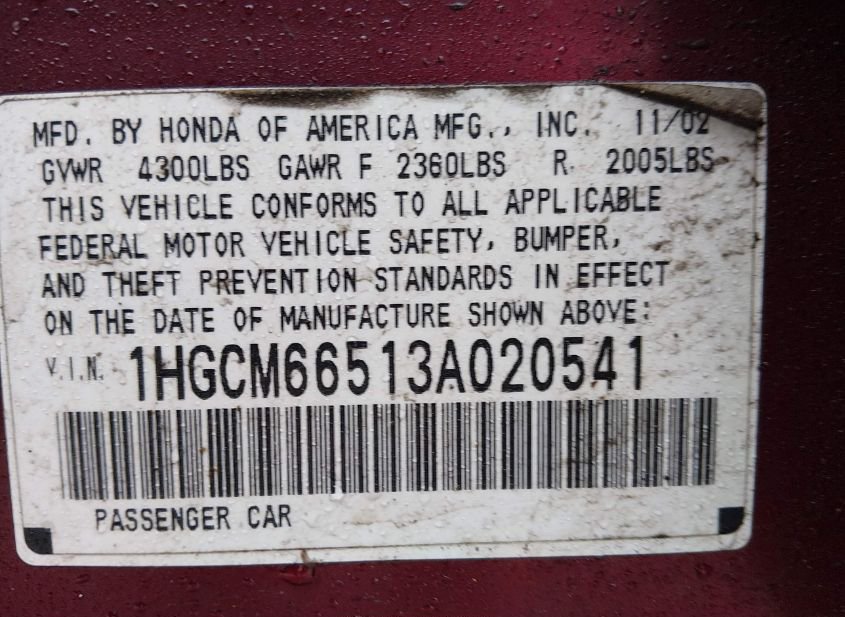 MFD. BY HONDA OF AMERICA MFG., INC. 11/02
GVWR 4300LBS GAWR F 2360LBS R. 2005LBS
THIS VEHICLE CONFORMS TO ALL APPLICABLE
FEDERAL MOTOR VEHICLE SAFETY, BUMPER,
AND THEFT PREVENTION STANDARDS IN EFFECT
ON THE DATE OF MANUFACTURE SHOWN ABOVE:
V.I.N. 1HGCM66513A020541
PASSENGER CAR